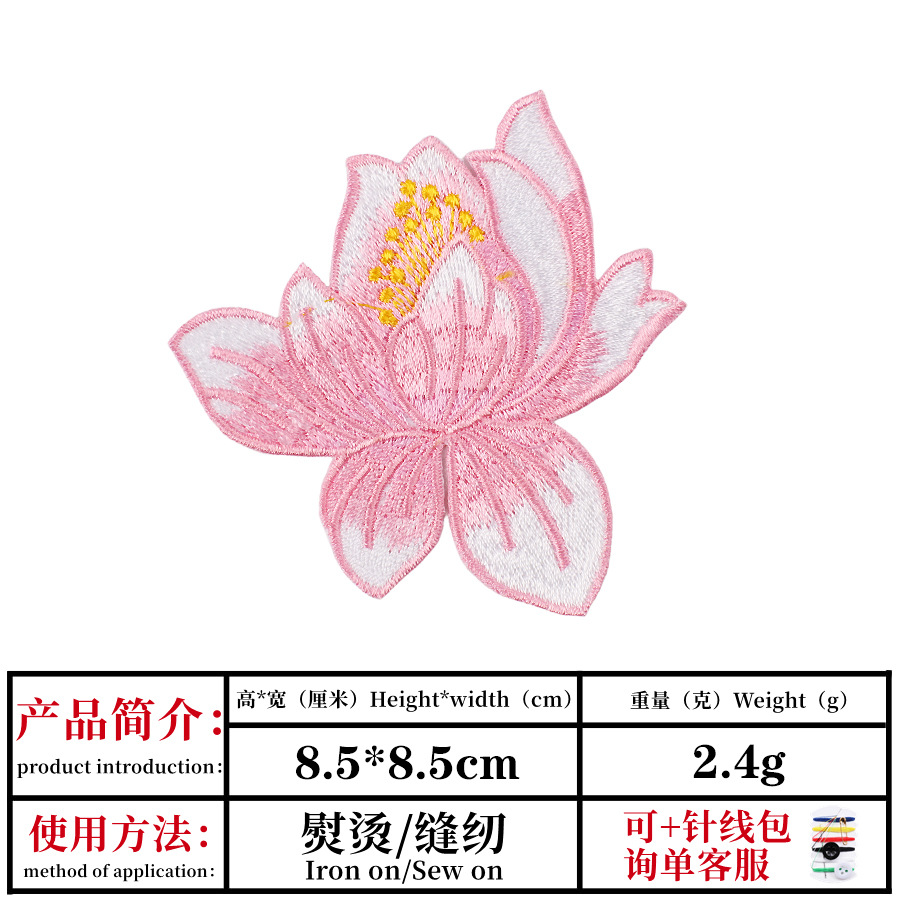 产品简介：
product introduction：
高*宽（厘米）Height*width（cm）
8.5*8.5cm
重量（克）Weight（g）
2.4g
使用方法：
method of application：
熨烫/缝纫
Iron on/Sew on
可+针线包
询单客服